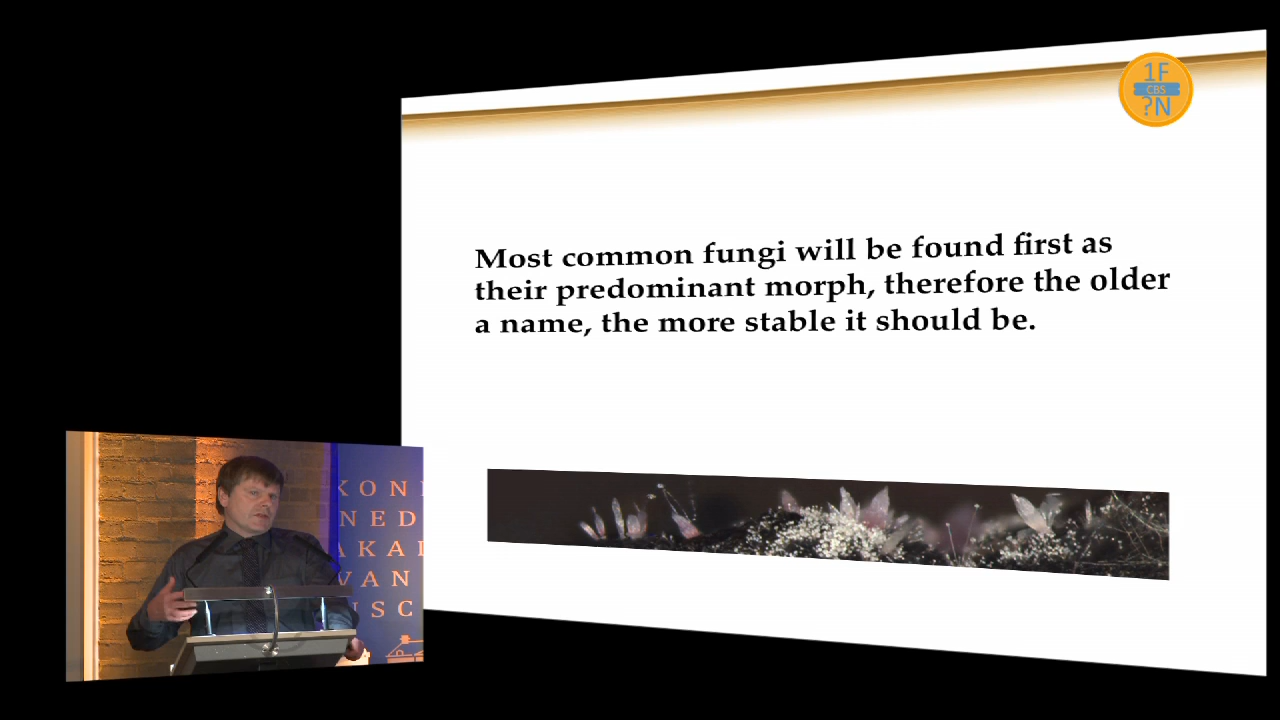 1F
CBS
?N
Most common fungi will be found first as
their predominant morph, therefore the older
a name, the more stable it should be.
KON
NED
AKA
VAN
NSC